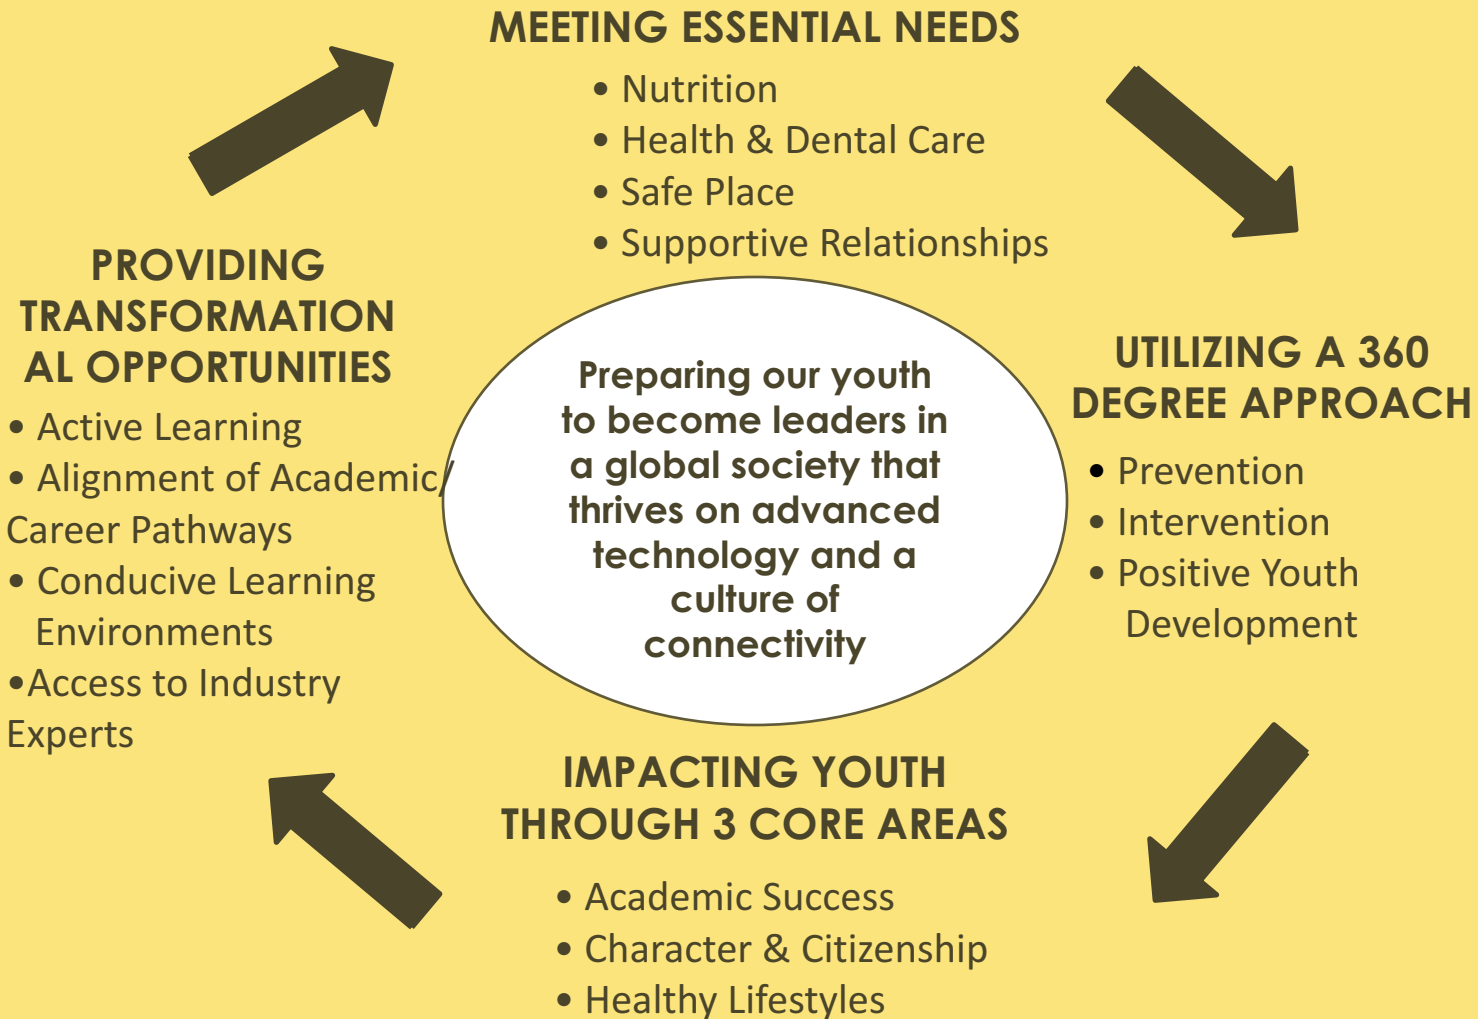 MEETING ESSENTIAL NEEDS
• Nutrition
• Health & Dental Care
• Safe Place
• Supportive Relationships
PROVIDING
TRANSFORMATION
AL OPPORTUNITIES
• Active Learning
• Alignment of Academic/
Career Pathways
• Conducive Learning
Environments
•Access to Industry
Experts
Preparing our youth
to become leaders in
a global society that
thrives on advanced
technology and a
culture of
connectivity
UTILIZING A 360
DEGREE APPROACH
• Prevention
• Intervention
• Positive Youth
Development
IMPACTING YOUTH
THROUGH 3 CORE AREAS
• Academic Success
• Character & Citizenship
• Healthy Lifestyles